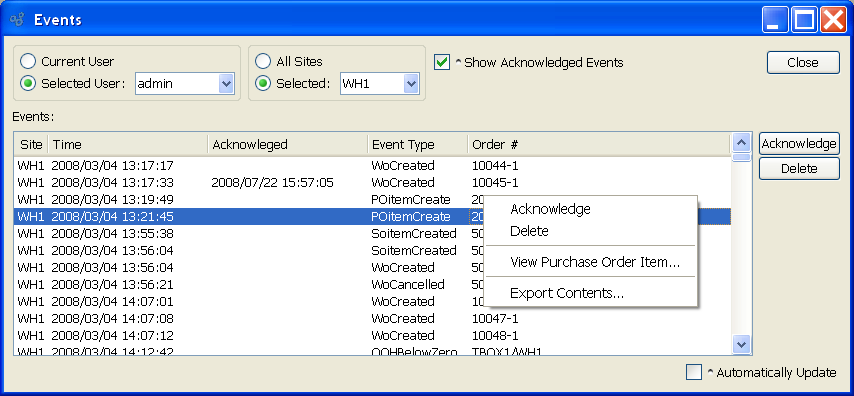 Events
Current User
Selected User: admin
All Sites
Selected: WH1
^ Show Acknowledged Events
Close
Events:
Site Time Acknowleged Event Type Order #
WH1 2008/03/04 13:17:17 WoCreated 10044-1
WH1 2008/03/04 13:17:33 2008/07/22 15:57:05 WoCreated 10045-1
WH1 2008/03/04 13:19:49 POitemCreate 20
WH1 2008/03/04 13:21:45 POitemCreate 20
WH1 2008/03/04 13:55:38 SoitemCreated 50
WH1 2008/03/04 13:56:04 SoitemCreated 50
WH1 2008/03/04 13:56:04 WoCreated 50
WH1 2008/03/04 13:56:21 WoCancelled 50
WH1 2008/03/04 14:07:01 WoCreated 10
WH1 2008/03/04 14:07:08 WoCreated 10047-1
WH1 2008/03/04 14:07:12 WoCreated 10048-1
WH1 2008/03/04 14:12:42 QOHBelowZero TBOX1/WH1
Acknowledge
Delete
View Purchase Order Item...
Export Contents...
Acknowledge
Delete
^ Automatically Update